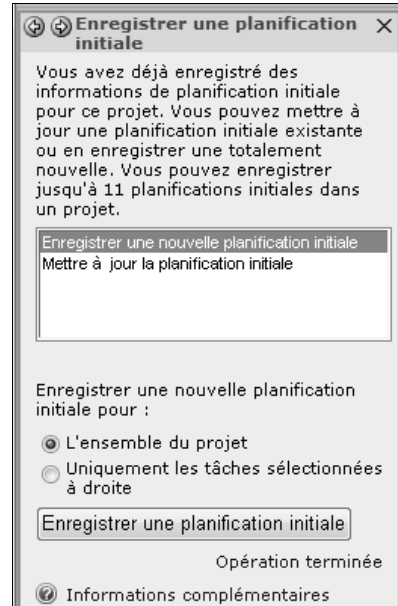 Enregistrer une planification
initiale
Vous avez déjà enregistré des
informations de planification initiale
pour ce projet. Vous pouvez mettre à
jour une planification initiale existante
ou en enregistrer une totalement
nouvelle. Vous pouvez enregistrer
jusqu'à 11 planifications initiales dans
un projet.
Enregistrer une nouvelle planification initiale
Mettre à jour la planification initiale
Enregistrer une nouvelle planification
initiale pour :
L'ensemble du projet
Uniquement les tâches sélectionnées
à droite
Enregistrer une planification initiale
Opération terminée
Informations complémentaires